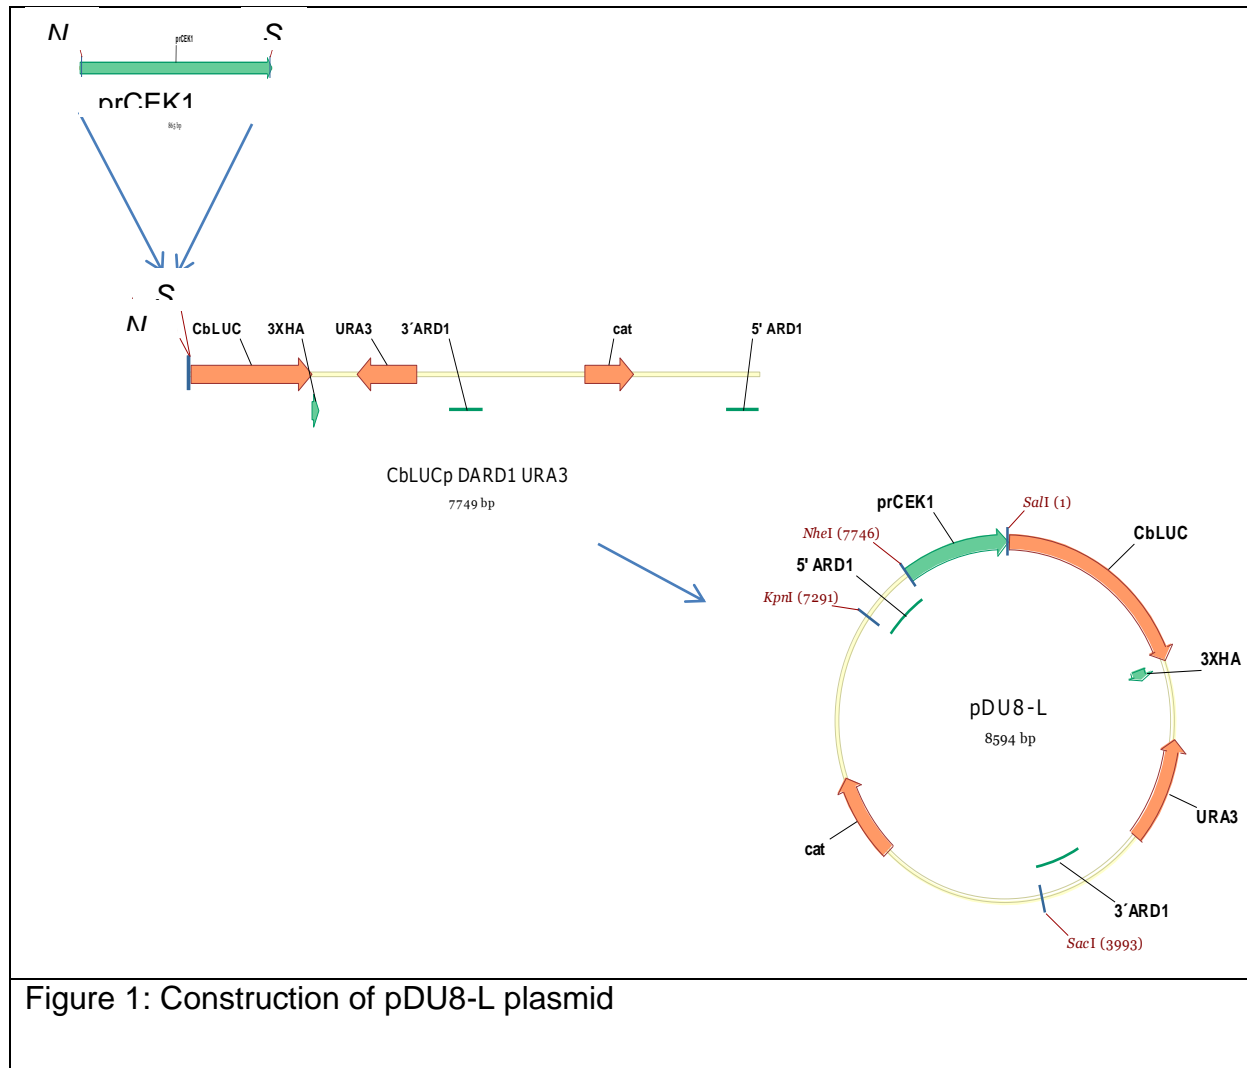 N S
prCEK1
prCEK1
S
N
CbLUC 3XHA URA3 3´ARD1 cat 5' ARD1
CbLUCp DARD1 URA3
7749 bp
prCEK1
SalI (1)
CbLUC
NheI (7746)
5' ARD1
KpnI (7291)
3XHA
pDU8-L
8594 bp
URA3
cat
3´ARD1
SacI (3993)
Figure 1: Construction of pDU8-L plasmid